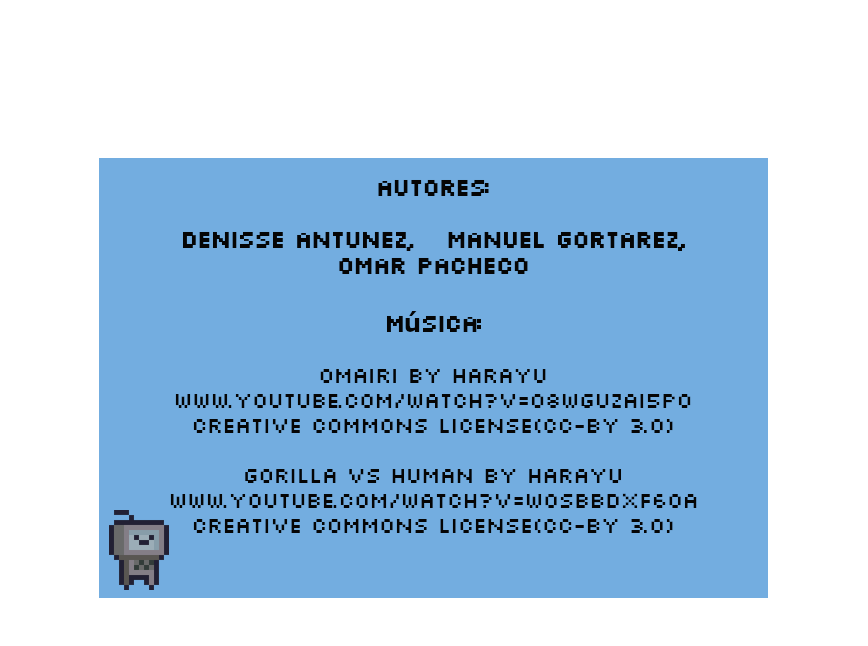 AUTORES:
DENISSE ANTUNEZ, MANUEL GORTAREZ,
OMAR PACHECO
MÚSICA:
OMAIRI BY HARAYU
WWW.YOUTUBE.COM/WATCH?V=O8WGUZAI5PO
CREATIVE COMMONS LICENSE(CC-BY 3.0)
GORILLA VS HUMAN BY HARAYU
WWW.YOUTUBE.COM/WATCH?V=WOSBBDXF6OA
CREATIVE COMMONS LICENSE(CC-BY 3.0)